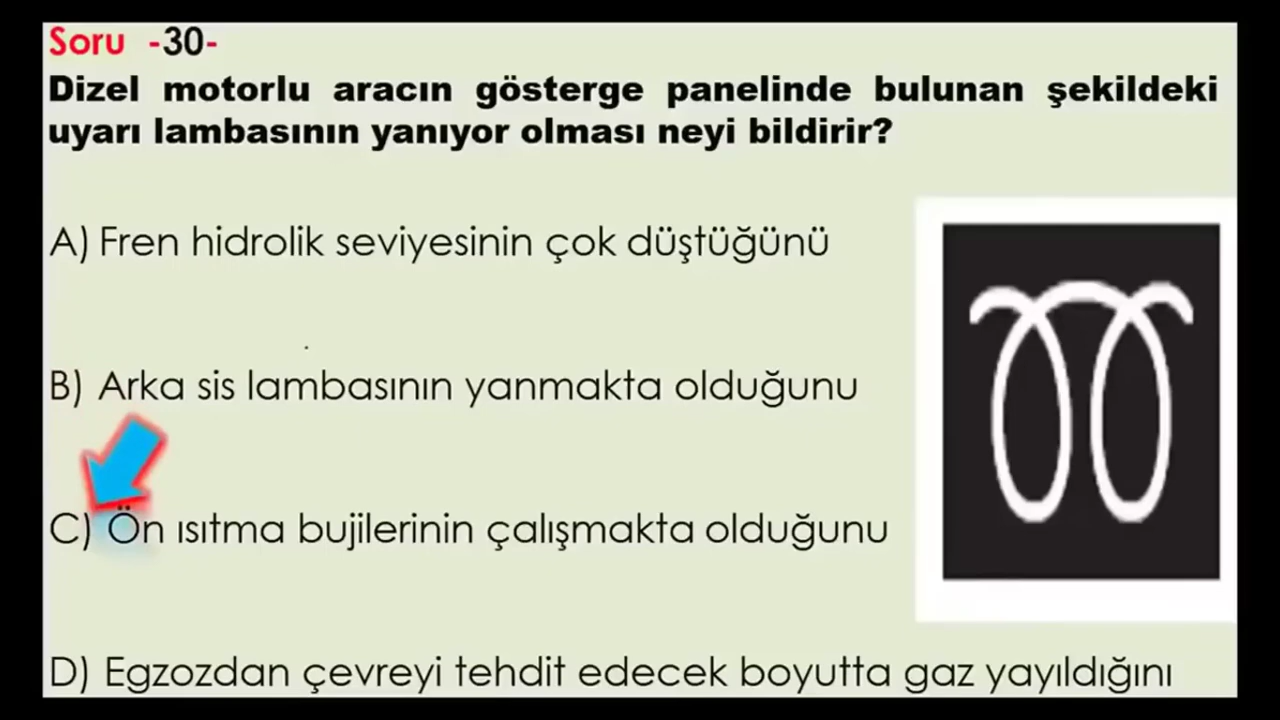 Soru -30-
Dizel motorlu aracın gösterge panelinde bulunan şekildeki
uyarı lambasının yanıyor olması neyi bildirir?
A) Fren hidrolik seviyesinin çok düştüğünü
B) Arka sis lambasının yanmakta olduğunu
C) Ön ısıtma bujilerinin çalışmakta olduğunu
D) Egzozdan çevreyi tehdit edecek boyutta gaz yayıldığını